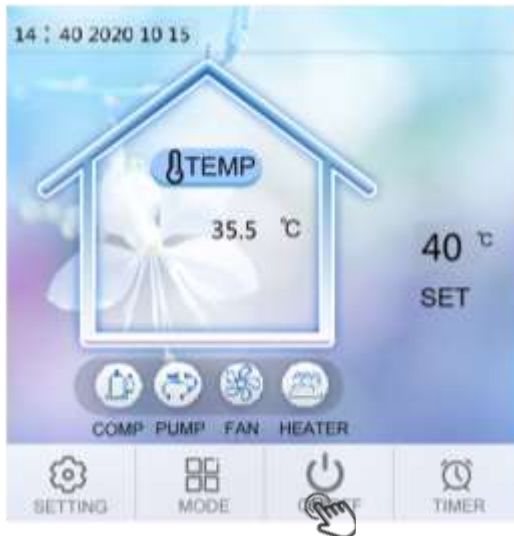 14 : 40 2020 10 15
TEMP
35.5 ℃
40 ℃
SET
COMP PUMP FAN HEATER
SETTING MODE TIMER